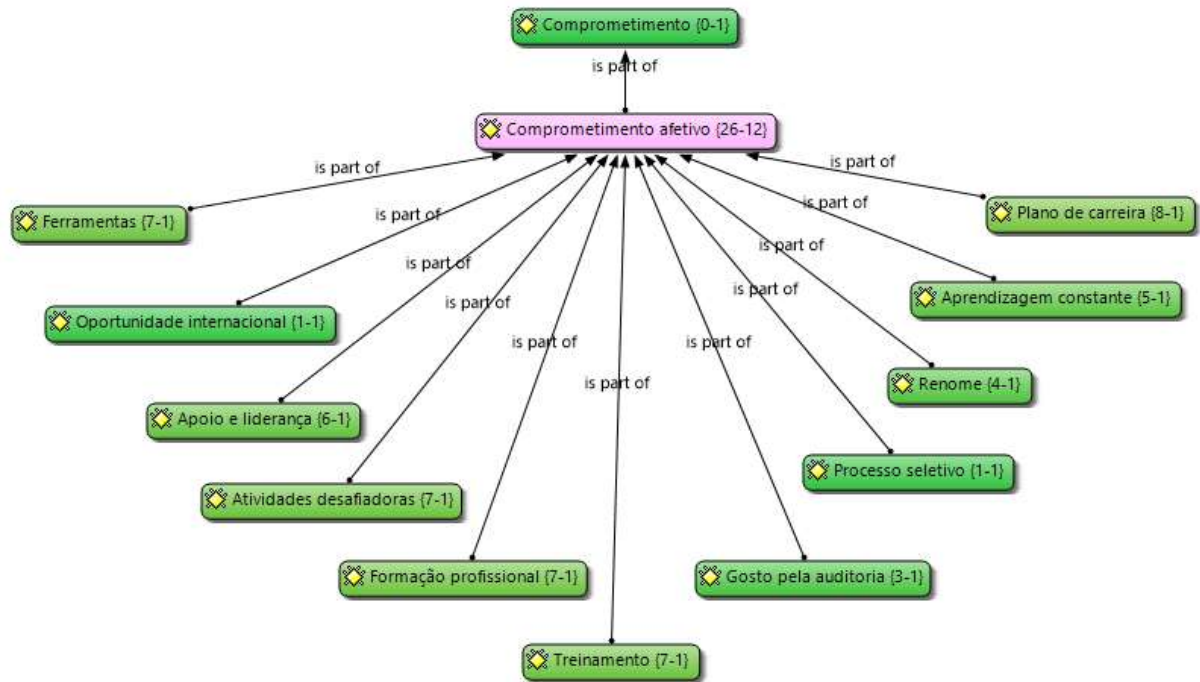 Comprometimento {0-1}
is part of
Comprometimento afetivo {26-12}
is part of
is part of
Ferramentas {7-1}
Plano de carreira {8-1}
is part of
is part of
is part of
is part of
Aprendizagem constante {5-1}
is part of
is part of
Oportunidade internacional {1-1}
is part of
is part of
is part of
Renome {4-1}
Apoio e liderança {6-1}
Processo seletivo {1-1}
Atividades desafiadoras {7-1}
Formação profissional {7-1}
Gosto pela auditoria {3-1}
Treinamento {7-1}